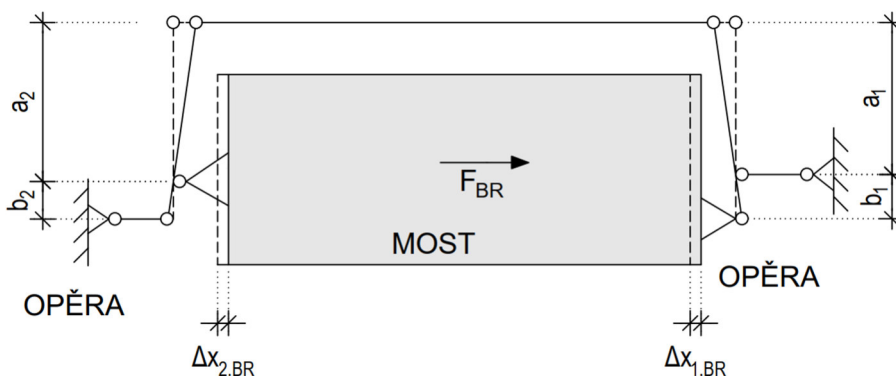 a₂
a₁
b₂
b₁
F_BR
MOST
OPĚRA
OPĚRA
Δx₂,BR
Δx₁,BR